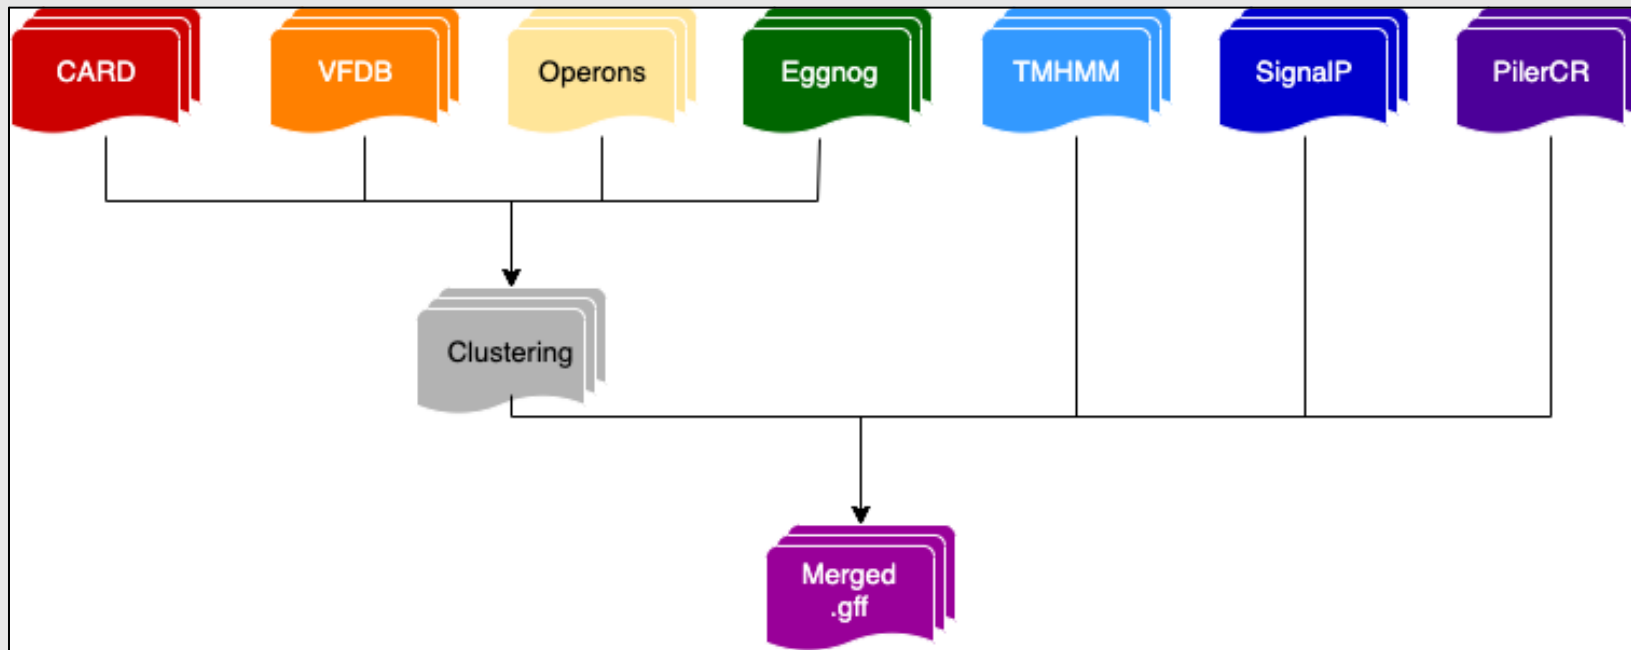 CARD
VFDB
Operons
Eggnog
TMHMM
SignalP
PilerCR
Clustering
Merged
.gff